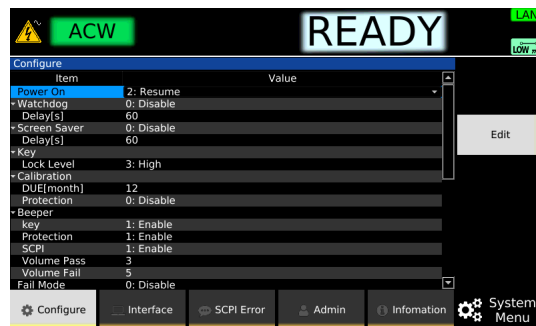 LAN
ACW
READY
LOW
Configure
Item Value
Power On 2: Resume
Watchdog 0: Disable
Delay[s] 60
Screen Saver 0: Disable
Delay[s] 60
Key
Lock Level 3: High
Calibration
DUE[month] 12
Protection 0: Disable
Beeper
key 1: Enable
Protection 1: Enable
SCPI 1: Enable
Volume Pass 3
Volume Fail 5
Fail Mode 0: Disable
Edit
Configure Interface SCPI Error Admin Infomation System Menu